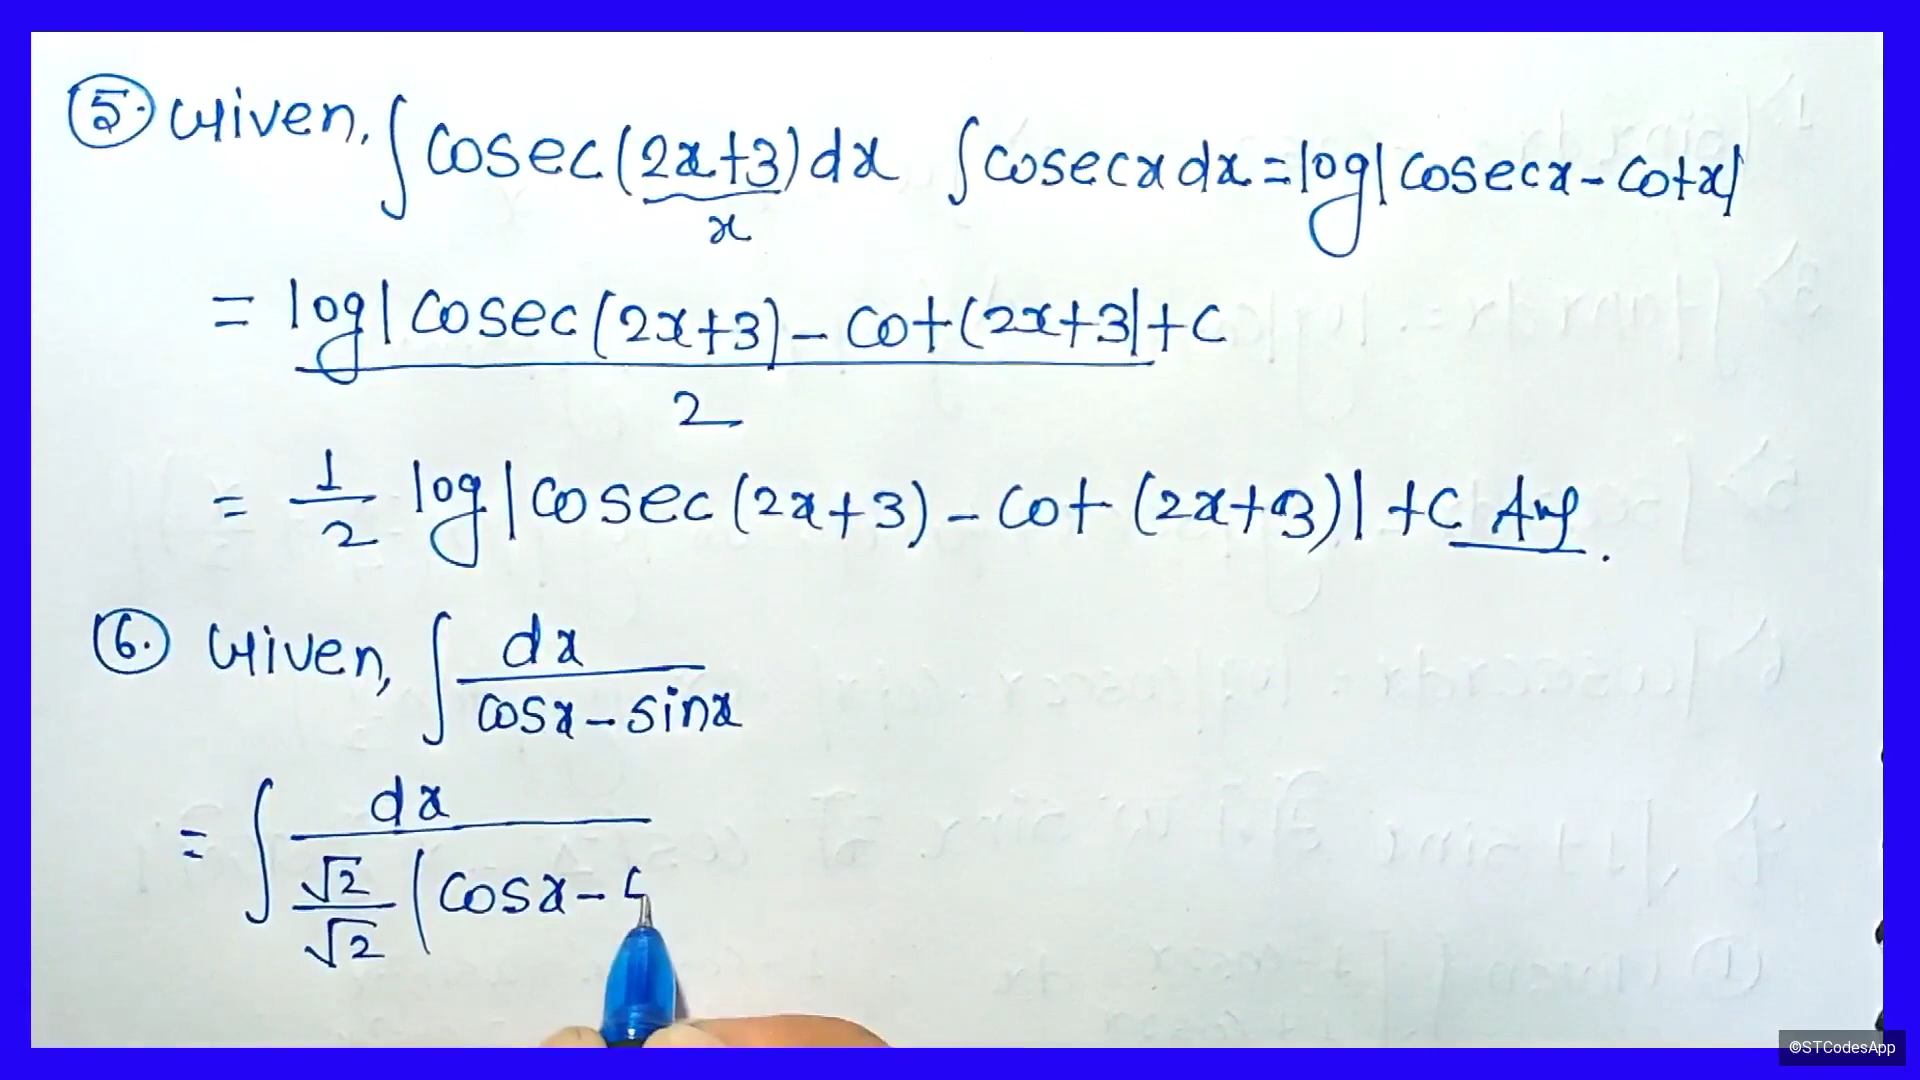 5. Given, ∫ cosec(2x+3)dx ∫cosecx dx = log|cosecx - cotx|
x
= log|cosec(2x+3) - cot(2x+3|+c
2
= 1/2 log|cosec(2x+3) - cot(2x+3)| +c Ans.
6. Given, ∫ dx
cosx - sinx
= ∫ dx
√2/√2 (cosx - s
©STCodesApp